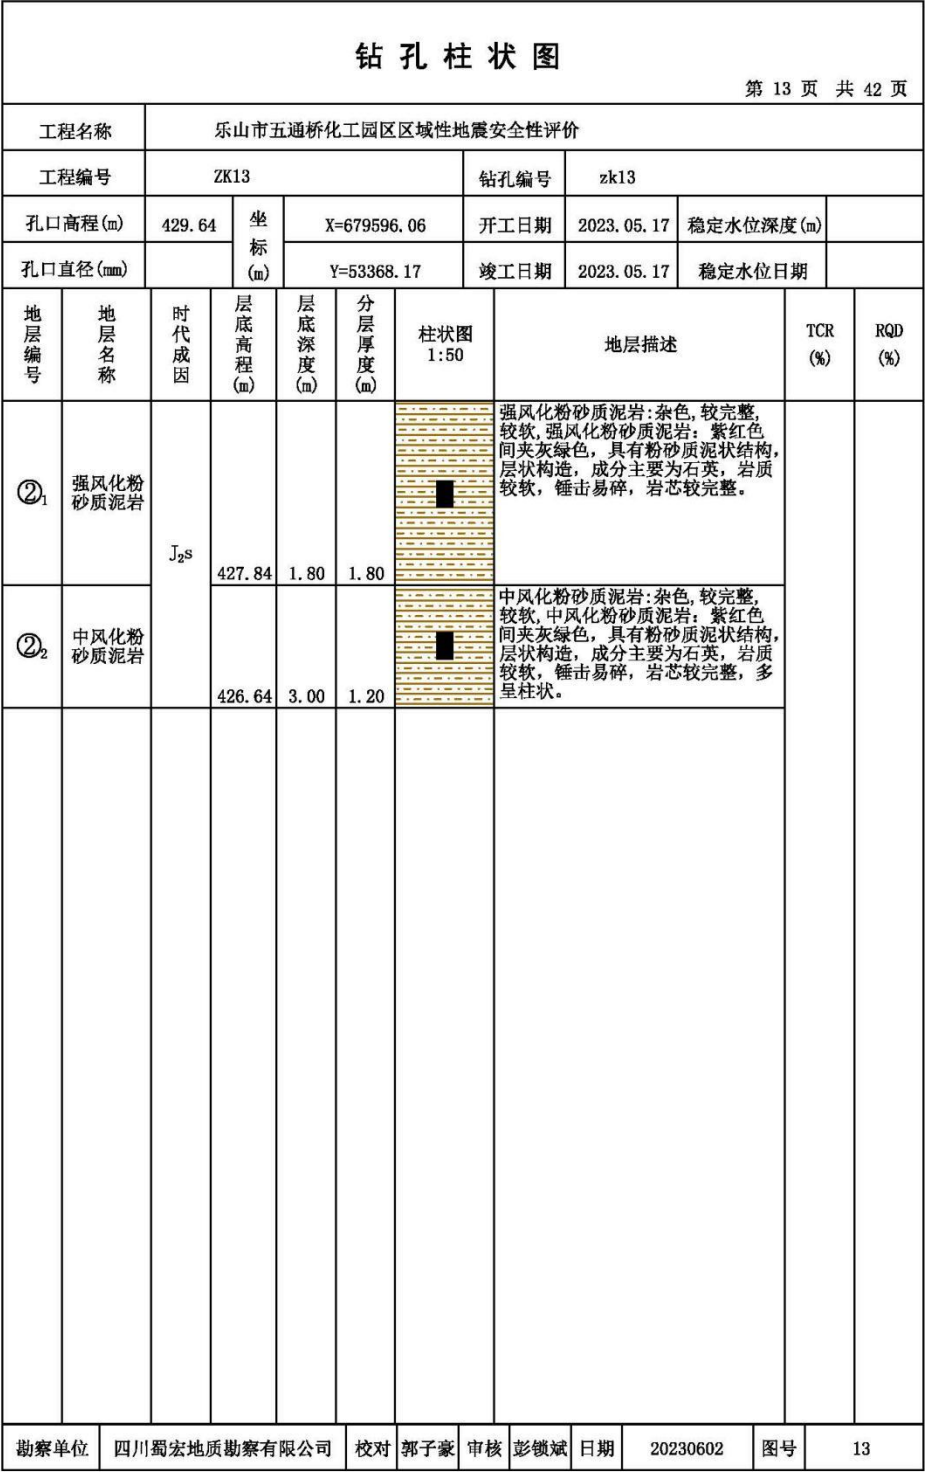 钻孔柱状图
第 13 页 共 42 页
工程名称 乐山市五通桥化工园区区域性地震安全性评价
工程编号 ZK13 钻孔编号 zk13
孔口高程(m) 429.64 坐标(m) X=679596.06 开工日期 2023.05.17 稳定水位深度(m)
孔口直径(mm) Y=53368.17 竣工日期 2023.05.17 稳定水位日期
地层编号 地层名称 时代成因 层底高程(m) 层底深度(m) 分层厚度(m) 柱状图 1:50 地层描述 TCR (%) RQD (%)
②₁ 强风化粉
砂质泥岩
J₂s
427.84 1.80 1.80
强风化粉砂质泥岩:杂色,较完整,
较软,强风化粉砂质泥岩：紫红色
间夹灰绿色，具有粉砂质泥状结构，
层状构造，成分主要为石英，岩质
较软，锤击易碎，岩芯较完整。
②₂ 中风化粉
砂质泥岩
426.64 3.00 1.20
中风化粉砂质泥岩:杂色,较完整,
较软,中风化粉砂质泥岩：紫红色
间夹灰绿色，具有粉砂质泥状结构，
层状构造，成分主要为石英，岩质
较软，锤击易碎，岩芯较完整，多
呈柱状。
勘察单位 四川蜀宏地质勘察有限公司 校对 郭子豪 审核 彭锁斌 日期 20230602 图号 13